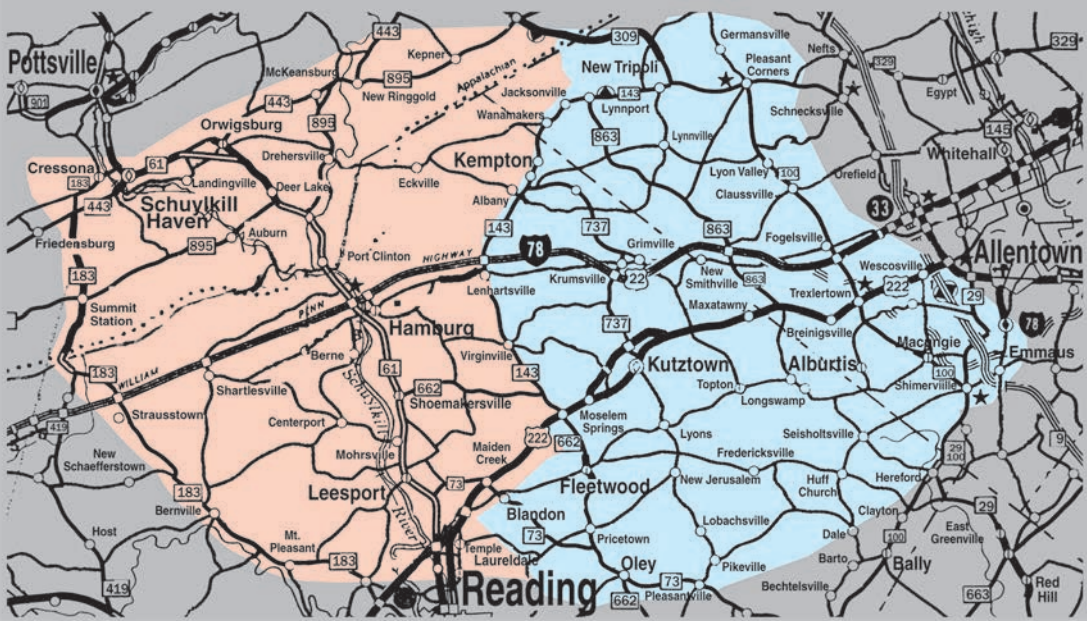 309
Germansville
Nefts
329
443
Kepner
Pottsville
McKeansburg
895
Appalachian
New Tripoli
Pleasant
Corners
329
Jacksonville
New Ringgold
143
Lynnport
Egypt
901
443
Schnecksville
Wanamakers
895
863
145
Orwigsburg
Lynnville
Whitehall
Drehersville
Kempton
Cressona
61
Lyon Valley
100
Orefield
183
Landingville
Eckville
Deer Lake
Claussville
443
Schuylkill
Haven
Albany
33
143
737
863
Auburn
Friedensburg
895
Grimville
Fogelsville
Port Clinton
HIGHWAY
78
Allentown
183
Krumsville
22
New
Smithville
863
Wescosville
Lenhartsville
Trexlertown
222
29
Summit
Station
PENN
Maxatawny
Hamburg
Breinigsville
78
737
Macungie
Berne
Virginville
Kutztown
Alburtis
Emmaus
183
WILLIAM
61
143
100
Shimerville
Shartlesville
662
Topton
Schuylkill
Shoemakersville
Longswamp
Strausstown
Moselem
Springs
Centerport
419
222
662
Lyons
Seisholtsville
9
Maiden
Creek
New
Schaefferstown
Mohrsville
Fredericksville
29
100
73
Hereford
183
Leesport
Fleetwood
New Jerusalem
Huff
Church
Bernville
Blandon
29
River
Clayton
Host
73
Lobachsville
East
Greenville
Mt.
Pleasant
Pricetown
Dale
100
183
Temple
Laureldale
Oley
Pikeville
Barto
Bally
419
Reading
73
Bechtelsville
Red
Hill
662
Pleasantville
663